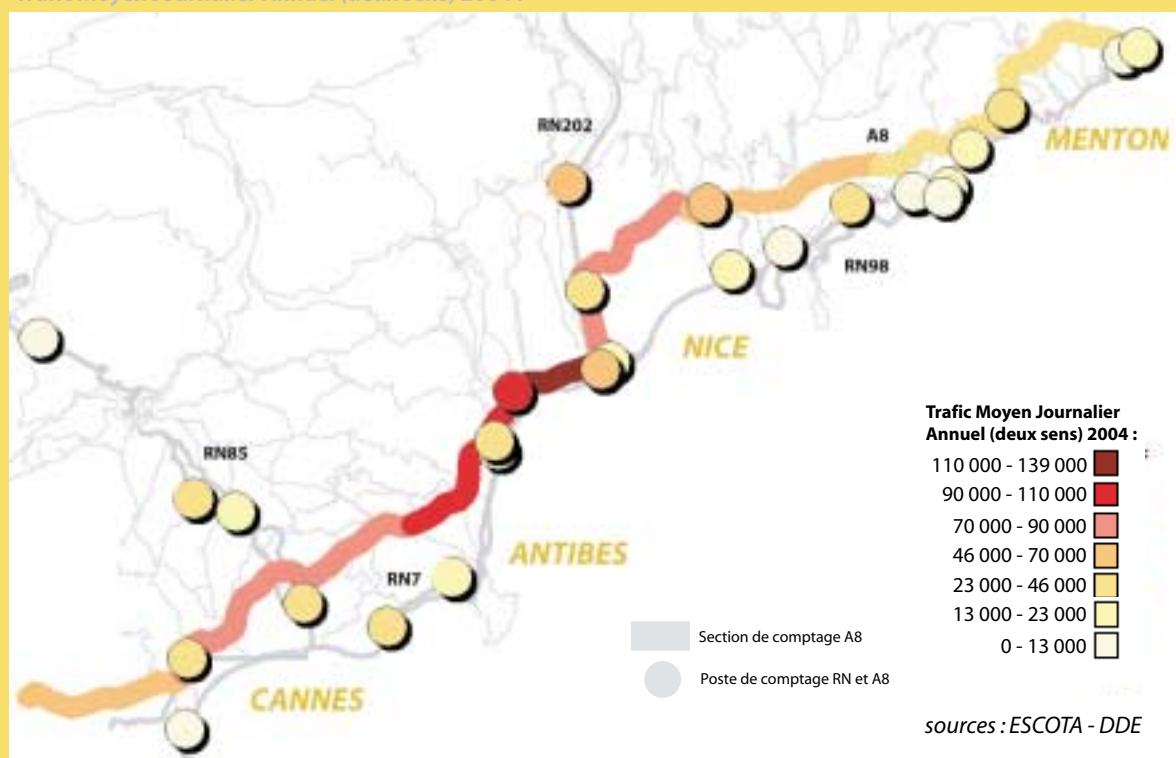 RN202
A8
MENTON
RN98
NICE
RN85
ANTIBES
RN7
CANNES
Section de comptage A8
Poste de comptage RN et A8
Trafic Moyen Journalier
Annuel (deux sens) 2004 :
110 000 - 139 000
90 000 - 110 000
70 000 - 90 000
46 000 - 70 000
23 000 - 46 000
13 000 - 23 000
0 - 13 000
sources : ESCOTA - DDE